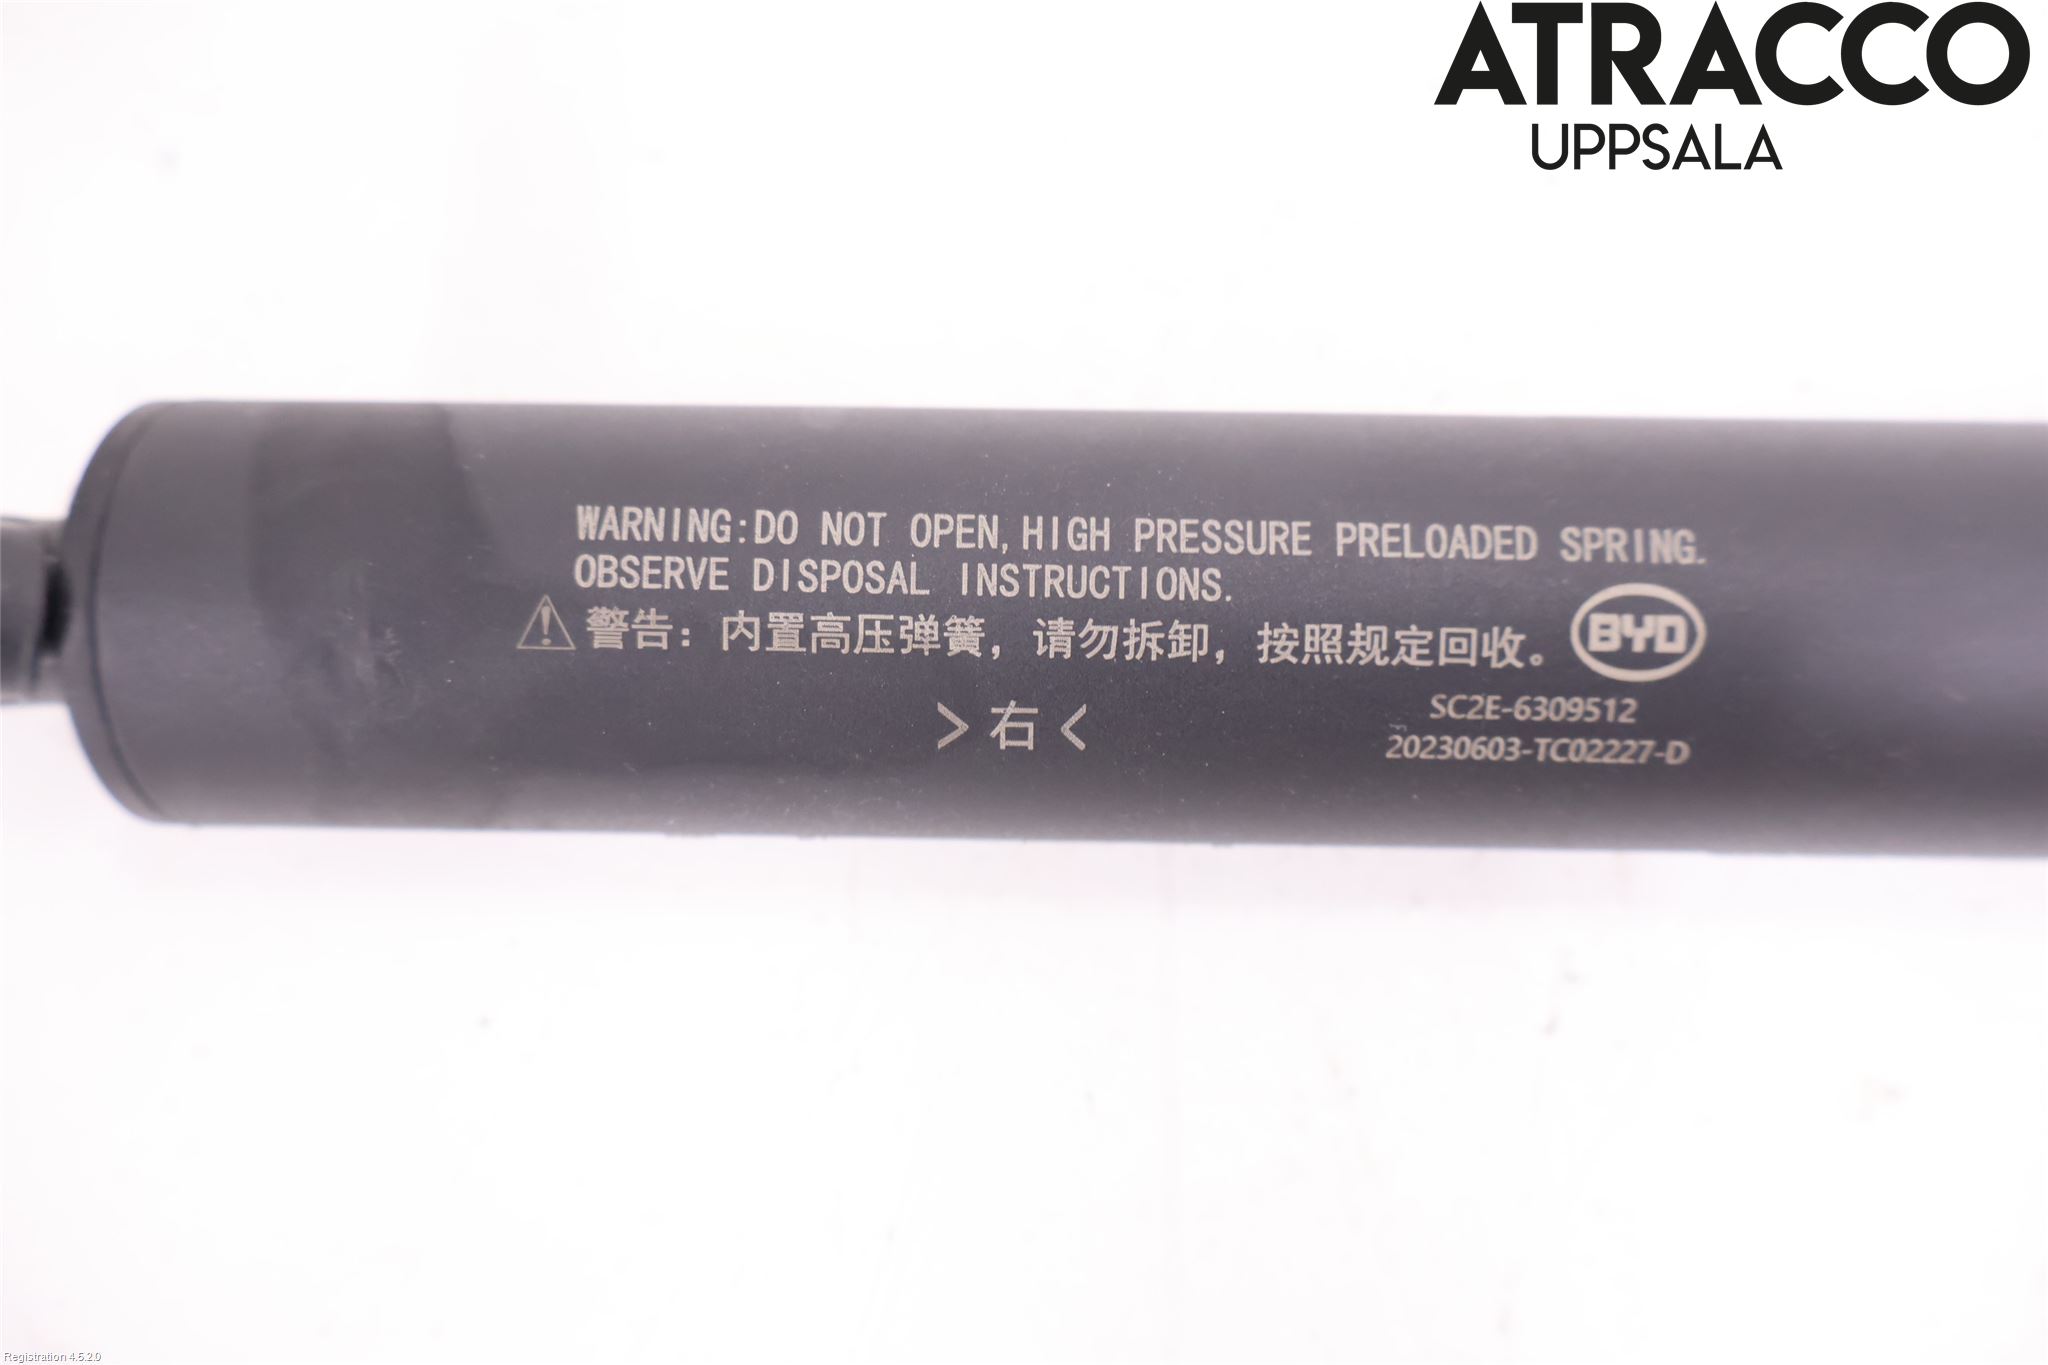 ATRACCO
UPPSALA
WARNING:DO NOT OPEN,HIGH PRESSURE PRELOADED SPRING.
OBSERVE DISPOSAL INSTRUCTIONS.
警告：内置高压弹簧，请勿拆卸，按照规定回收。
BYD
>右<
SC2E-6309512
20230603-TC02227-D
Registration 4.5.2.0